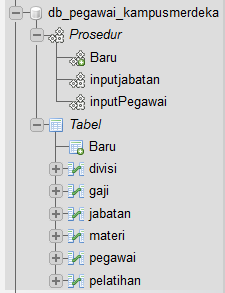 db_pegawai_kampusmerdeka
Prosedur
Baru
inputjabatan
inputPegawai
Tabel
Baru
divisi
gaji
jabatan
materi
pegawai
pelatihan